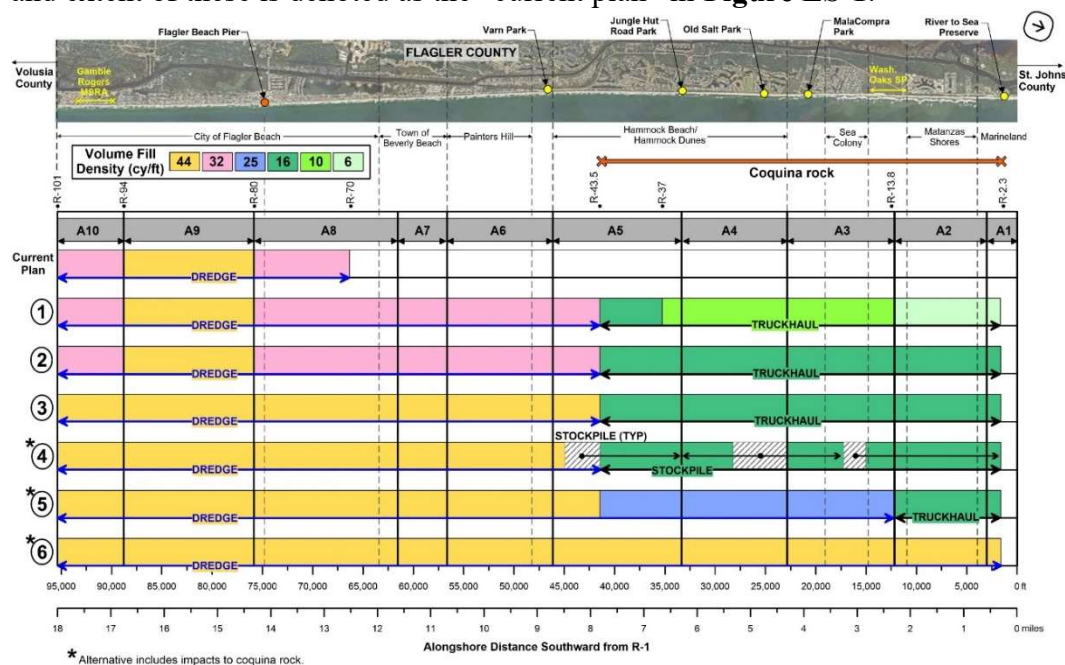 and extent of these is denoted as the "current plan" in Figure ES-1.
Flagler Beach Pier
Varn Park
Jungle Hut
Road Park
Old Salt Park
MalaCompra
Park
River to Sea
Preserve
FLAGLER COUNTY
Volusia
County
Gamble
Rogers
MSRA
Wash.
Oaks SP
St. Johns
County
City of Flagler Beach
Town of
Beverly Beach
Painters Hill
Hammock Beach/
Hammock Dunes
Sea
Colony
Matanzas
Shores
Marineland
Volume Fill
Density (cy/ft)
44 32 25 16 10 6
Coquina rock
R-101 R-94 R-80 R-70 R-43.5 R-37 R-13.8 R-2.3
A10 A9 A8 A7 A6 A5 A4 A3 A2 A1
Current
Plan
DREDGE
1 DREDGE TRUCKHAUL
2 DREDGE TRUCKHAUL
3 DREDGE TRUCKHAUL
STOCKPILE (TYP)
*4 DREDGE STOCKPILE
*5 DREDGE TRUCKHAUL
*6 DREDGE
95,000 90,000 85,000 80,000 75,000 70,000 65,000 60,000 55,000 50,000 45,000 40,000 35,000 30,000 25,000 20,000 15,000 10,000 5,000 0 ft
18 17 16 15 14 13 12 11 10 9 8 7 6 5 4 3 2 1 0 miles
Alongshore Distance Southward from R-1
* Alternative includes impacts to coquina rock.